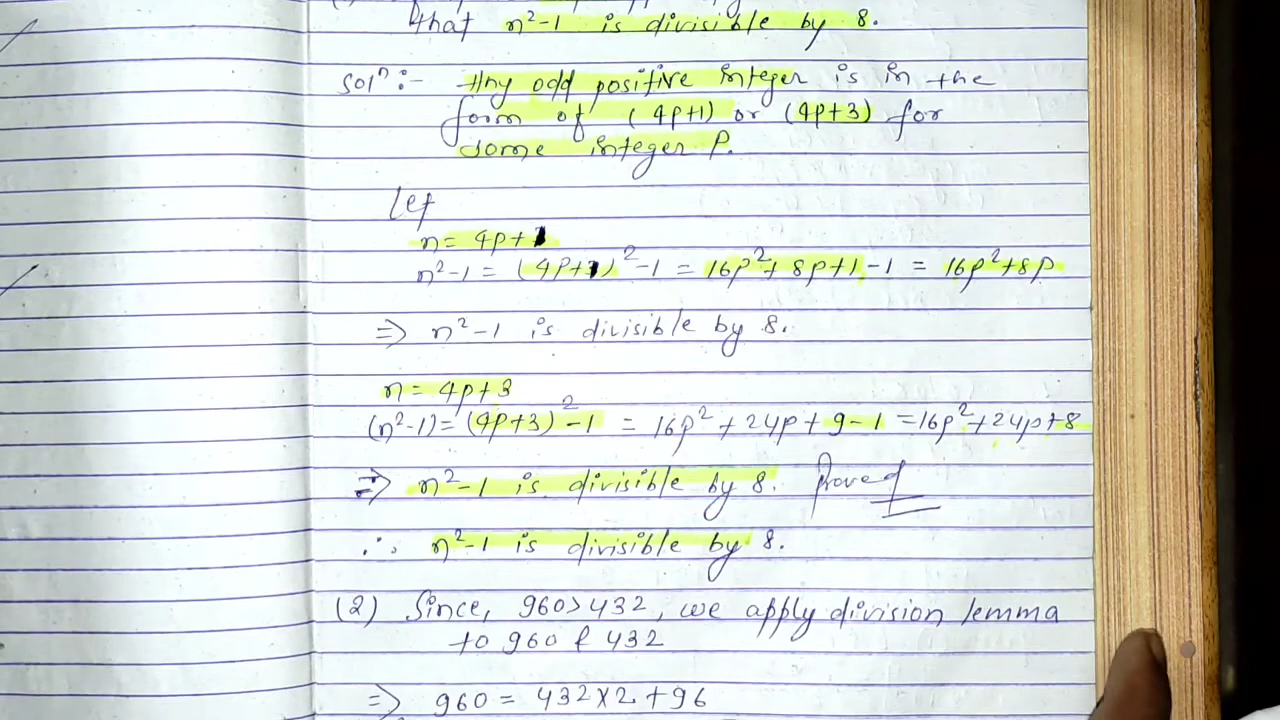 that n²-1 is divisible by 8.
Solⁿ :- Any odd positive integer is in the
form of (4p+1) or (4p+3) for
some integer P.
Let
n = 4p+1
n²-1 = (4p+1)²-1 = 16p²+8p+1-1 = 16p²+8p
=> n²-1 is divisible by 8.
n = 4p+3
(n²-1) = (4p+3)²-1 = 16p²+24p+9-1 = 16p²+24p+8
=> n²-1 is divisible by 8. Proved
∴ n²-1 is divisible by 8.
(2) Since, 960>432, we apply division lemma
to 960 & 432
=> 960 = 432×2+96